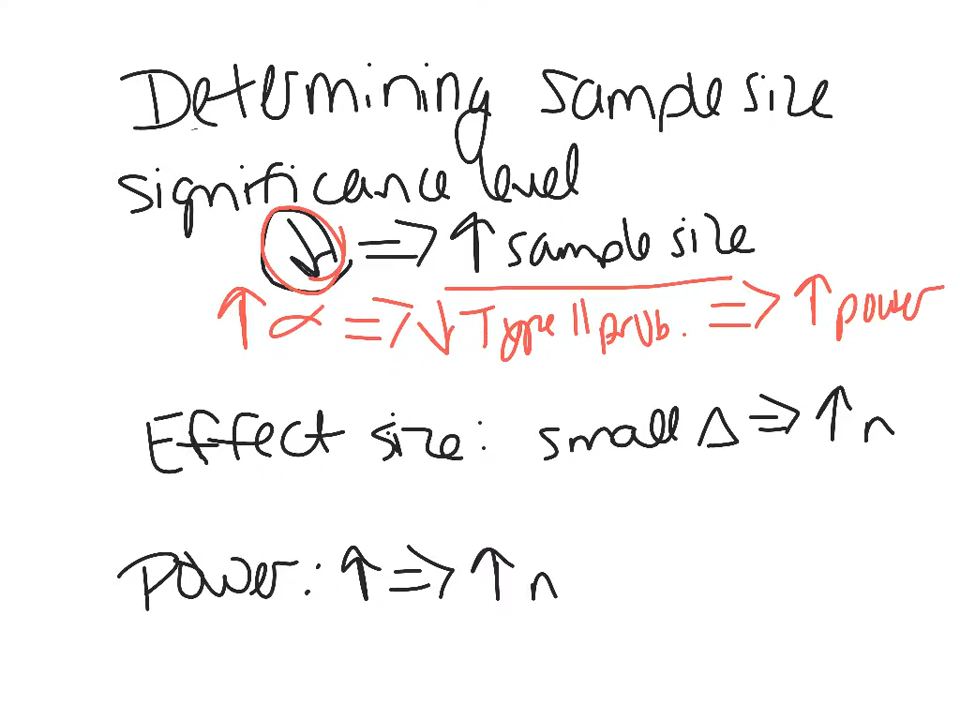 Determining sample size
significance level
↓ => ↑ sample size
↑ α => ↓ Type II prob. => ↑ power
Effect size: small Δ => ↑ n
Power: ↑ => ↑ n